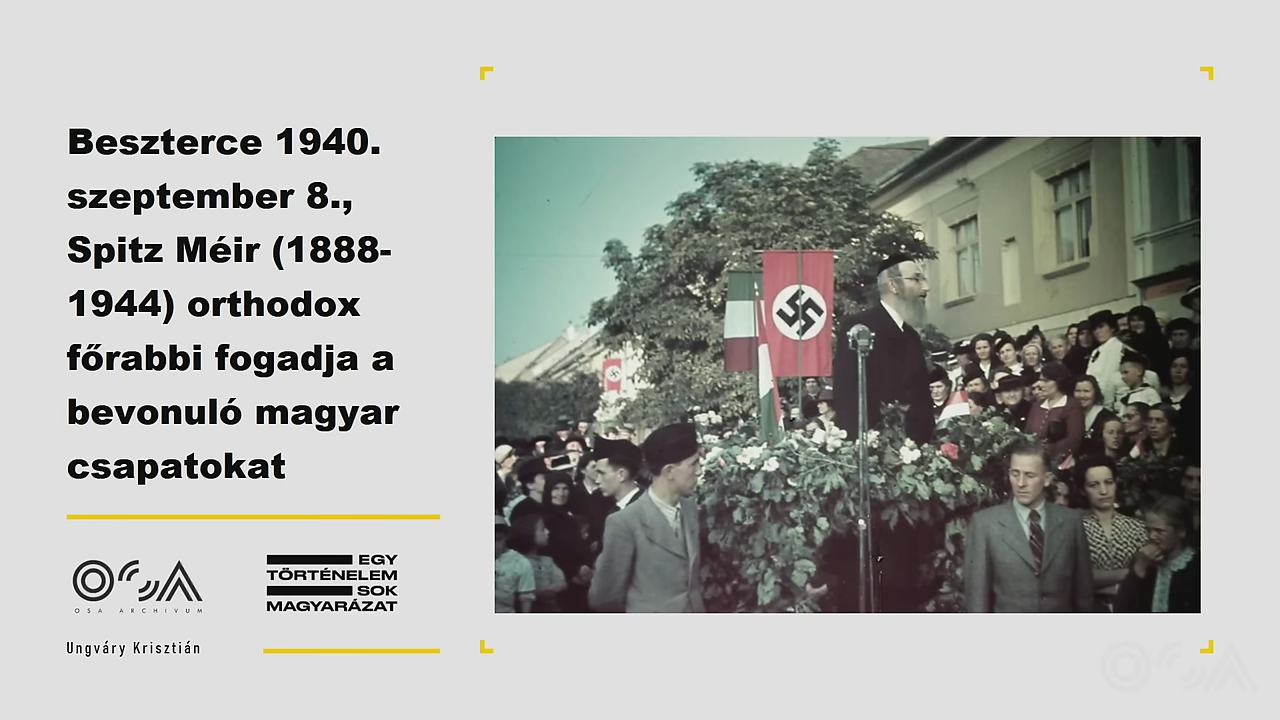 Beszterce 1940.
szeptember 8.,
Spitz Méir (1888-
1944) orthodox
főrabbi fogadja a
bevonuló magyar
csapatokat
OSA ARCHIVUM
EGY
TÖRTÉNELEM
SOK
MAGYARÁZAT
Ungváry Krisztián
OSA